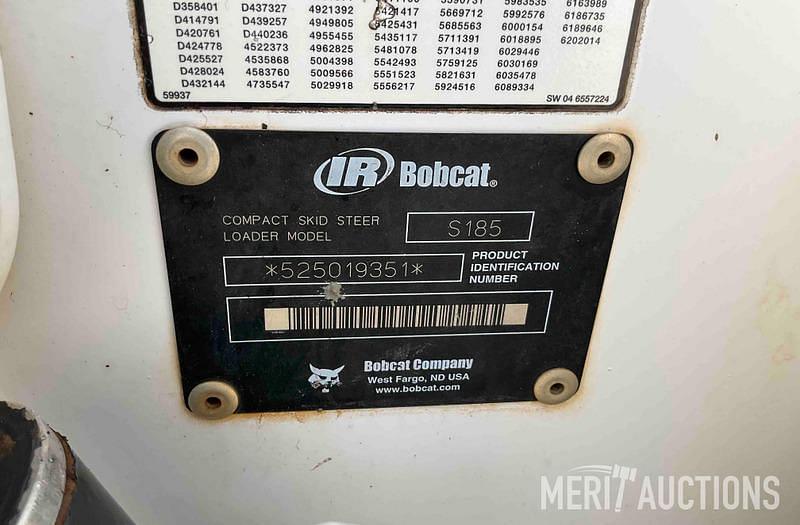 D358401 D437327 4921392 5421417 5669712 5992576 6186735
D414791 D439257 4949805 5425431 5685563 6000154 6189646
D420761 D440236 4955455 5435117 5711391 6018895 6202014
D424778 4522373 4962825 5481078 5713419 6029446
D425527 4535868 5004398 5542493 5759125 6030169
D428024 4583760 5009566 5551523 5821631 6035478
D432144 4735547 5029918 5556217 5924516 6089334
59937 SW 04 6557224
IR Bobcat®
COMPACT SKID STEER
LOADER MODEL
S185
*525019351*
PRODUCT
IDENTIFICATION
NUMBER
Bobcat Company
West Fargo, ND USA
www.bobcat.com
MERIT AUCTIONS